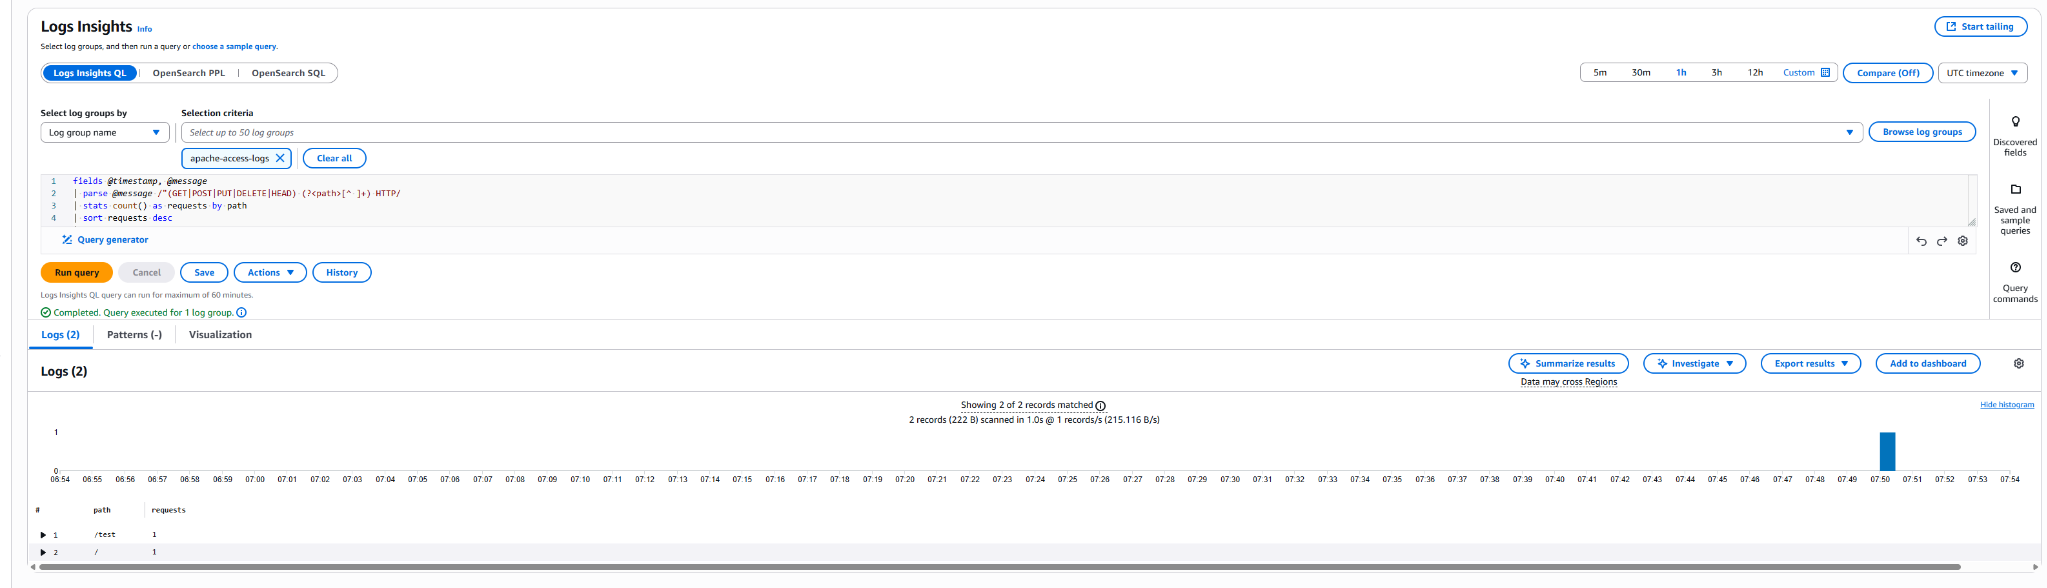 Logs Insights Info
Start tailing
Select log groups, and then run a query or choose a sample query.
Logs Insights QL | OpenSearch PPL | OpenSearch SQL
5m 30m 1h 3h 12h Custom Compare (Off) UTC timezone
Select log groups by
Selection criteria
Log group name
Select up to 50 log groups
Browse log groups
apache-access-logs
Clear all
Discovered
fields
1 fields @timestamp, @message
2 | parse @message /"(GET|POST|PUT|DELETE|HEAD) (?<path>[^ ]+) HTTP/
3 | stats count() as requests by path
4 | sort requests desc
Saved and
sample
queries
Query generator
Run query Cancel Save Actions History
Query
commands
Logs Insights QL query can run for maximum of 60 minutes.
Completed. Query executed for 1 log group.
Logs (2) Patterns (-) Visualization
Logs (2)
Summarize results Investigate Export results Add to dashboard
Data may cross Regions
Showing 2 of 2 records matched
Hide histogram
2 records (222 B) scanned in 1.0s @ 1 records/s (215.116 B/s)
1
0
06:54 06:55 06:56 06:57 06:58 06:59 07:00 07:01 07:02 07:03 07:04 07:05 07:06 07:07 07:08 07:09 07:10 07:11 07:12 07:13 07:14 07:15 07:16 07:17 07:18 07:19 07:20 07:21 07:22 07:23 07:24 07:25 07:26 07:27 07:28 07:29 07:30 07:31 07:32 07:33 07:34 07:35 07:36 07:37 07:38 07:39 07:40 07:41 07:42 07:43 07:44 07:45 07:46 07:47 07:48 07:49 07:50 07:51 07:52 07:53 07:54
# path requests
1 /test 1
2 / 1